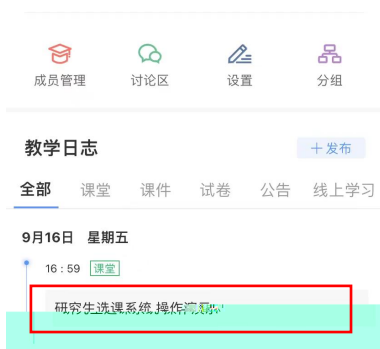 成员管理 讨论区 设置 分组
教学日志 + 发布
全部 课堂 课件 试卷 公告 线上学习
9月16日 星期五
16:59 课堂
研究生选课系统 操作演示